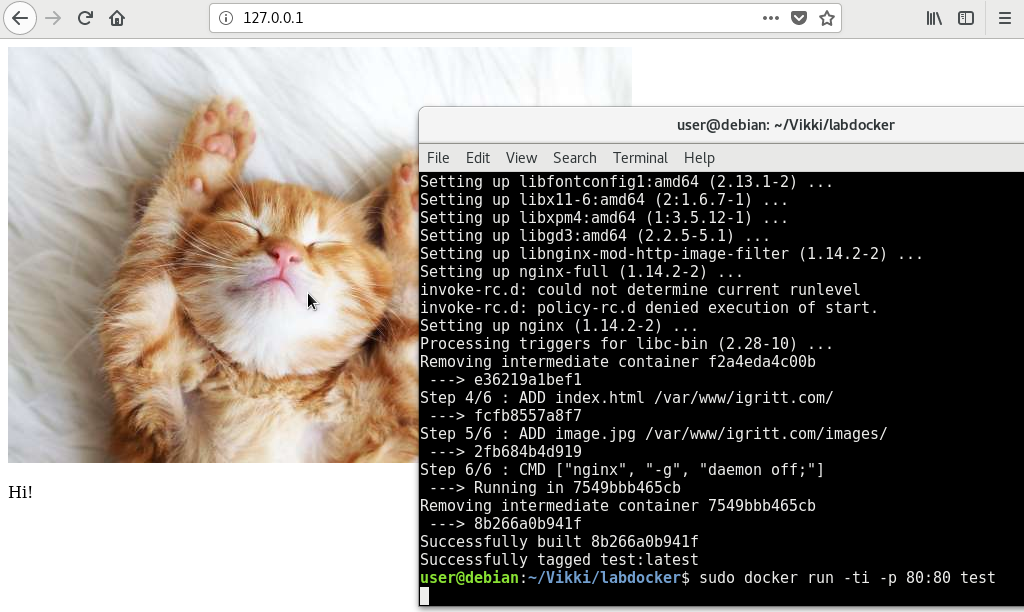 127.0.0.1
user@debian: ~/Vikki/labdocker
File Edit View Search Terminal Help
Setting up libfontconfig1:amd64 (2.13.1-2) ...
Setting up libx11-6:amd64 (2:1.6.7-1) ...
Setting up libxpm4:amd64 (1:3.5.12-1) ...
Setting up libgd3:amd64 (2.2.5-5.1) ...
Setting up libnginx-mod-http-image-filter (1.14.2-2) ...
Setting up nginx-full (1.14.2-2) ...
invoke-rc.d: could not determine current runlevel
invoke-rc.d: policy-rc.d denied execution of start.
Setting up nginx (1.14.2-2) ...
Processing triggers for libc-bin (2.28-10) ...
Removing intermediate container f2a4eda4c00b
 ---> e36219a1bef1
Step 4/6 : ADD index.html /var/www/igritt.com/
 ---> fcfb8557a8f7
Step 5/6 : ADD image.jpg /var/www/igritt.com/images/
 ---> 2fb684b4d919
Step 6/6 : CMD ["nginx", "-g", "daemon off;"]
 ---> Running in 7549bbb465cb
Removing intermediate container 7549bbb465cb
 ---> 8b266a0b941f
Successfully built 8b266a0b941f
Successfully tagged test:latest
user@debian:~/Vikki/labdocker$ sudo docker run -ti -p 80:80 test
Hi!